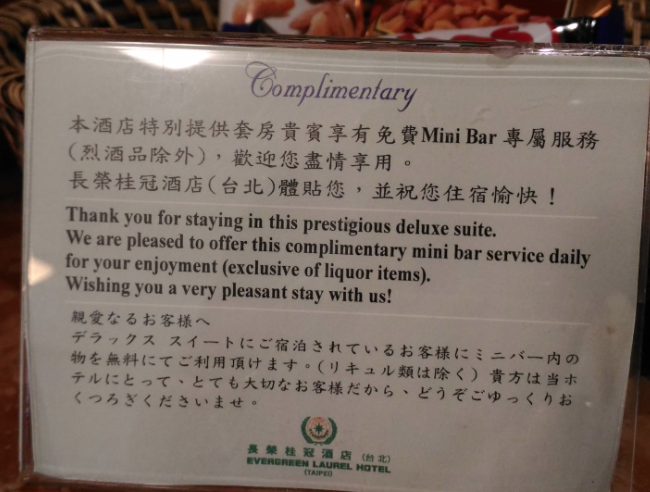 Complimentary
本酒店特別提供套房貴賓享有免費Mini Bar 專屬服務
(烈酒品除外)，歡迎您盡情享用。
長榮桂冠酒店(台北)體貼您，並祝您住宿愉快！
Thank you for staying in this prestigious deluxe suite.
We are pleased to offer this complimentary mini bar service daily
for your enjoyment (exclusive of liquor items).
Wishing you a very pleasant stay with us!
親愛なるお客様へ
デラックス スイートにご宿泊されているお客様にミニバー内の
物を無料にてご利用頂けます。(リキュル類は除く) 貴方は当ホ
テルにとって、とても大切なお客様だから、どうぞごゆっくりお
くつろぎくださいませ。
長榮桂冠酒店 (台北)
EVERGREEN LAUREL HOTEL
(TAIPEI)